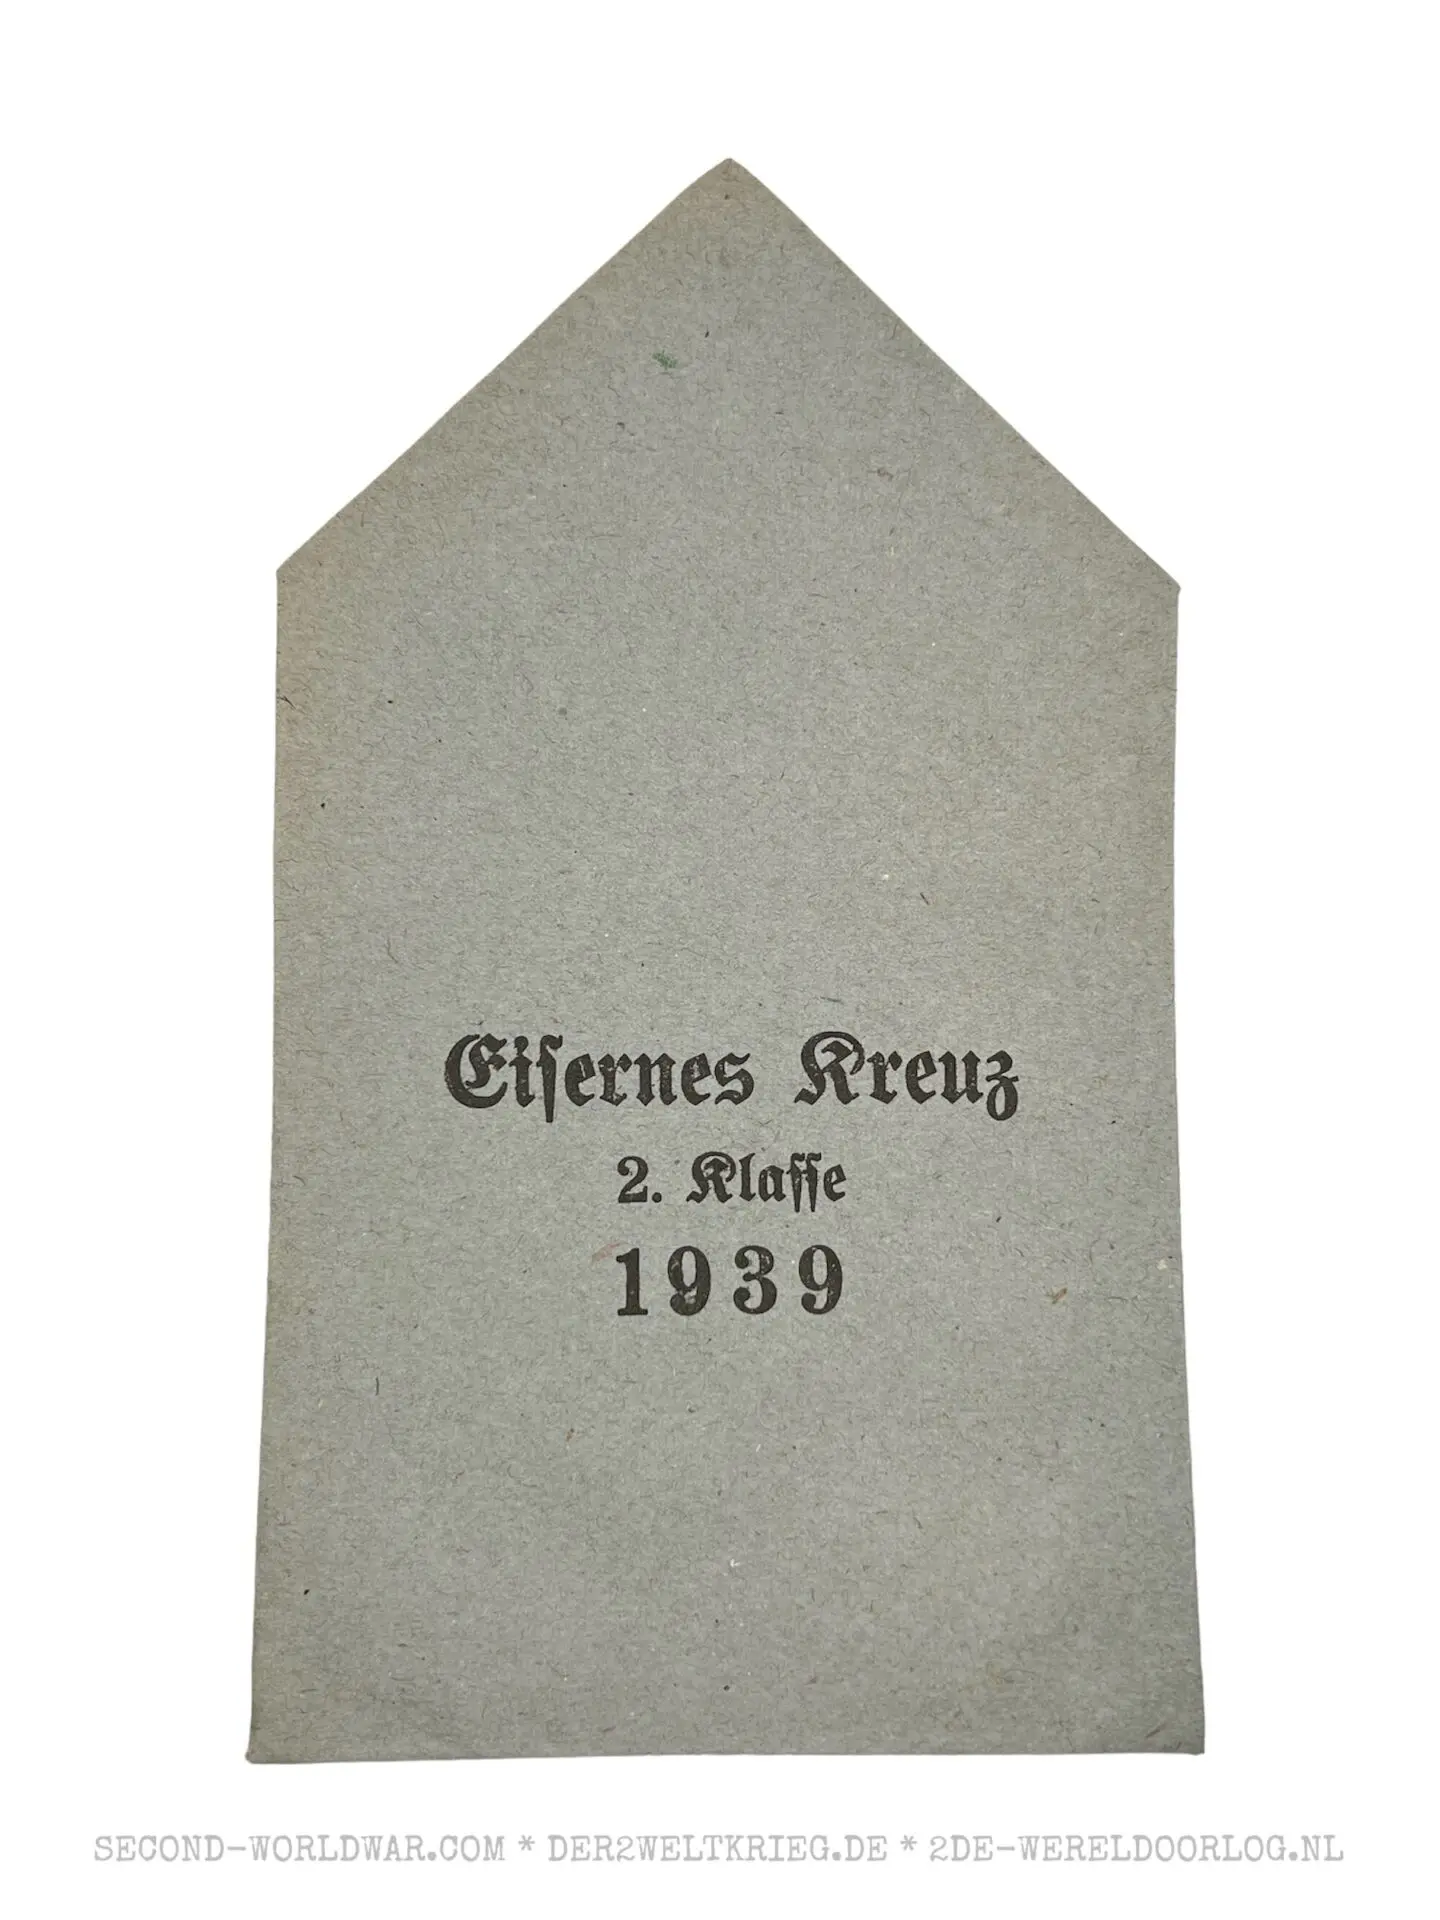 Eiſernes Kreuz
2. Klaſſe
1939
SECOND-WORLDWAR.COM * DER2WELTKRIEG.DE * 2DE-WERELDOORLOG.NL